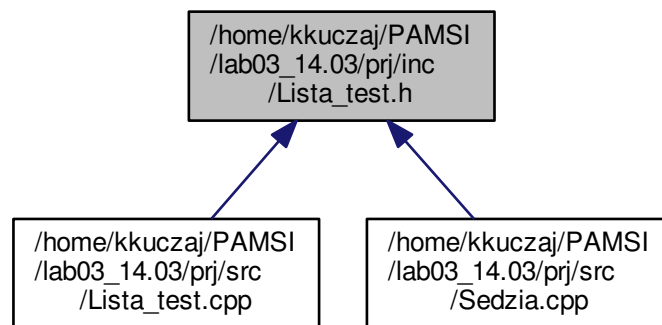 /home/kkuczaj/PAMSI
/lab03_14.03/prj/inc
/Lista_test.h
/home/kkuczaj/PAMSI
/lab03_14.03/prj/src
/Lista_test.cpp
/home/kkuczaj/PAMSI
/lab03_14.03/prj/src
/Sedzia.cpp